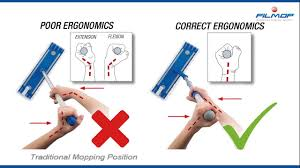 FILMOP
POOR ERGONOMICS
CORRECT ERGONOMICS
EXTENSION
FLEXION
Traditional Mopping Position